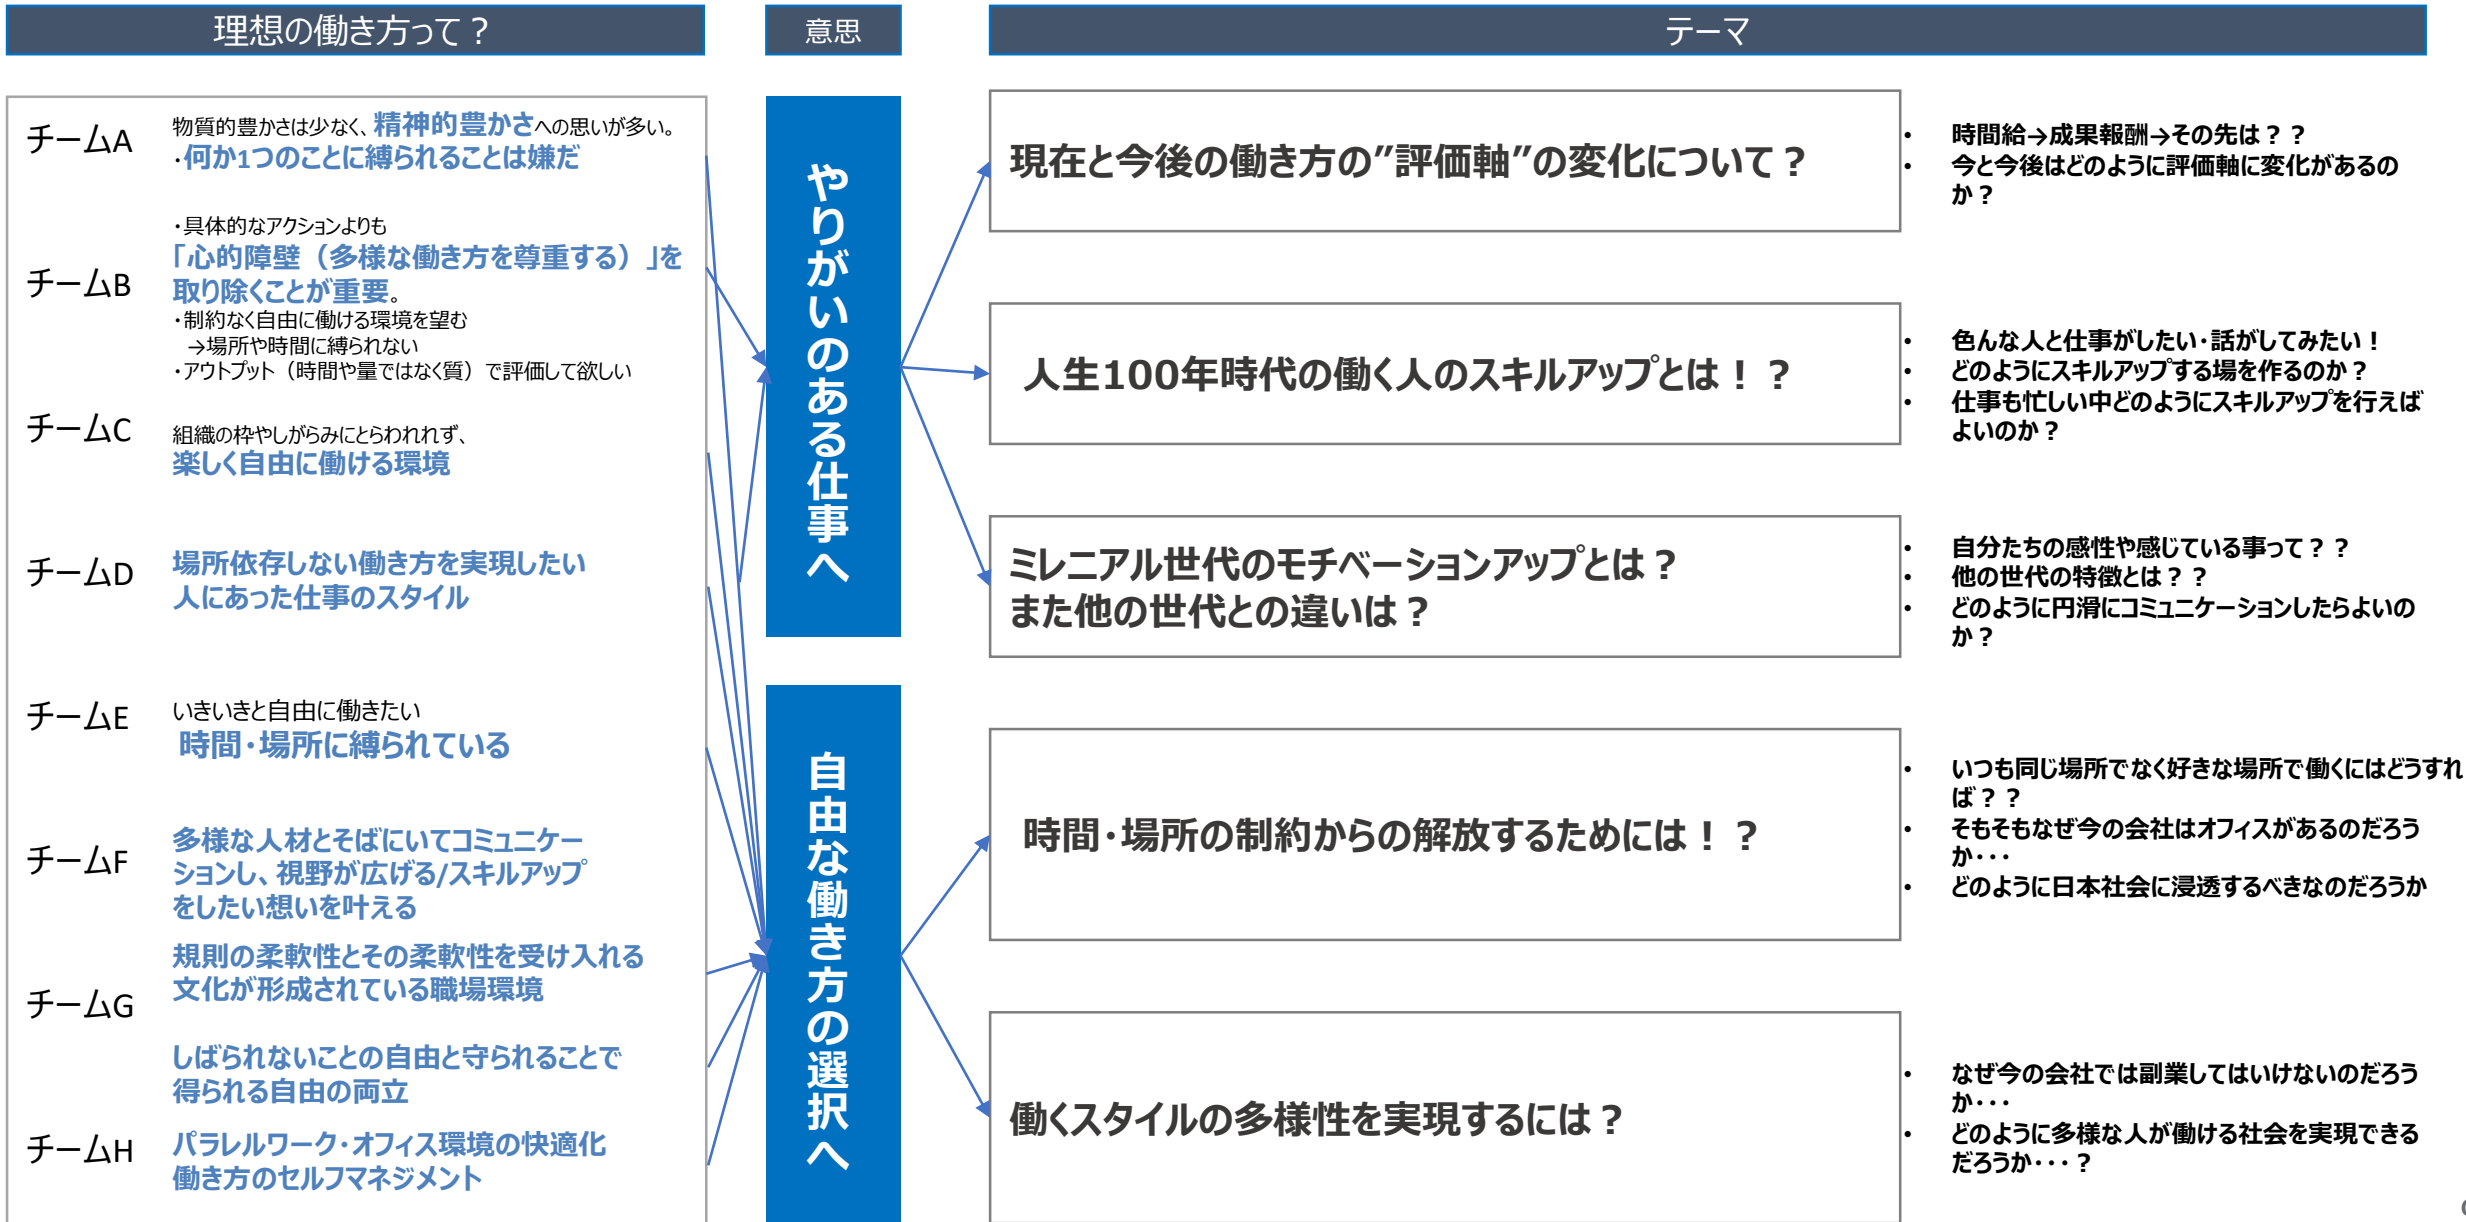 理想の働き方って？
意思
テーマ
チームA
物質的豊かさは少なく、精神的豊かさへの思いが多い。
・何か1つのことに縛られることは嫌だ
チームB
・具体的なアクションよりも
「心的障壁（多様な働き方を尊重する）」を
取り除くことが重要。
・制約なく自由に働ける環境を望む
→場所や時間に縛られない
・アウトプット（時間や量ではなく質）で評価して欲しい
チームC
組織の枠やしがらみにとらわれれず、
楽しく自由に働ける環境
チームD
場所依存しない働き方を実現したい
人にあった仕事のスタイル
チームE
いきいきと自由に働きたい
時間・場所に縛られている
チームF
多様な人材とそばにいてコミュニケー
ションし、視野が広げる/スキルアップ
をしたい想いを叶える
チームG
規則の柔軟性とその柔軟性を受け入れる
文化が形成されている職場環境
しばられないことの自由と守られることで
得られる自由の両立
チームH
パラレルワーク・オフィス環境の快適化
働き方のセルフマネジメント
やりがいのある仕事へ
自由な働き方の選択へ
現在と今後の働き方の”評価軸”の変化について？
• 時間給→成果報酬→その先は？？
• 今と今後はどのように評価軸に変化があるの
か？
人生100年時代の働く人のスキルアップとは！？
• 色んな人と仕事がしたい・話がしてみたい！
• どのようにスキルアップする場を作るのか？
• 仕事も忙しい中どのようにスキルアップを行えば
よいのか？
ミレニアル世代のモチベーションアップとは？
また他の世代との違いは？
• 自分たちの感性や感じている事って？？
• 他の世代の特徴とは？？
• どのように円滑にコミュニケーションしたらよいの
か？
時間・場所の制約からの解放するためには！？
• いつも同じ場所でなく好きな場所で働くにはどうすれ
ば？？
• そもそもなぜ今の会社はオフィスがあるのだろう
か・・・
• どのように日本社会に浸透するべきなのだろうか
働くスタイルの多様性を実現するには？
• なぜ今の会社では副業してはいけないのだろう
か・・・
• どのように多様な人が働ける社会を実現できる
だろうか・・・？